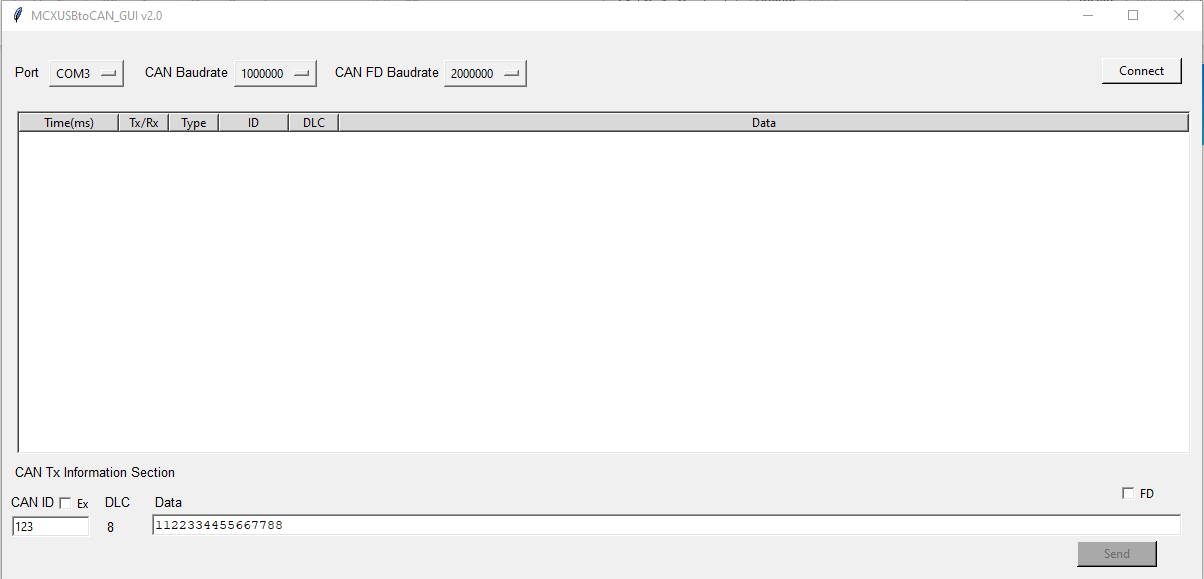 MCXUSBtoCAN_GUI v2.0
Port COM3 CAN Baudrate 1000000 CAN FD Baudrate 2000000 Connect
Time(ms) Tx/Rx Type ID DLC Data
CAN Tx Information Section
FD
CAN ID Ex DLC Data
123 8 1122334455667788
Send